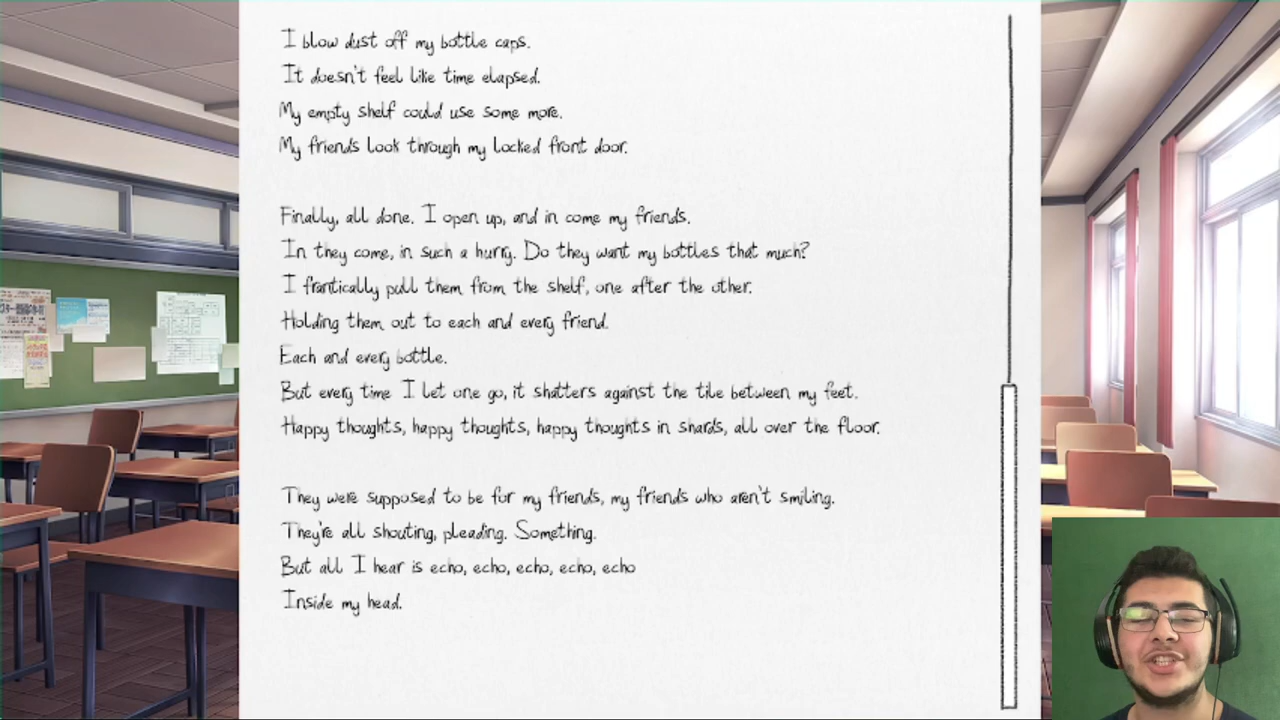 I blow dust off my bottle caps.
It doesn't feel like time elapsed.
My empty shelf could use some more.
My friends look through my locked front door.
Finally, all done. I open up, and in come my friends.
In they come, in such a hurry. Do they want my bottles that much?
I frantically pull them from the shelf, one after the other.
Holding them out to each and every friend.
Each and every bottle.
But every time I let one go, it shatters against the tile between my feet.
Happy thoughts, happy thoughts, happy thoughts in shards, all over the floor.
They were supposed to be for my friends, my friends who aren't smiling.
They're all shouting, pleading. Something.
But all I hear is echo, echo, echo, echo, echo
Inside my head.